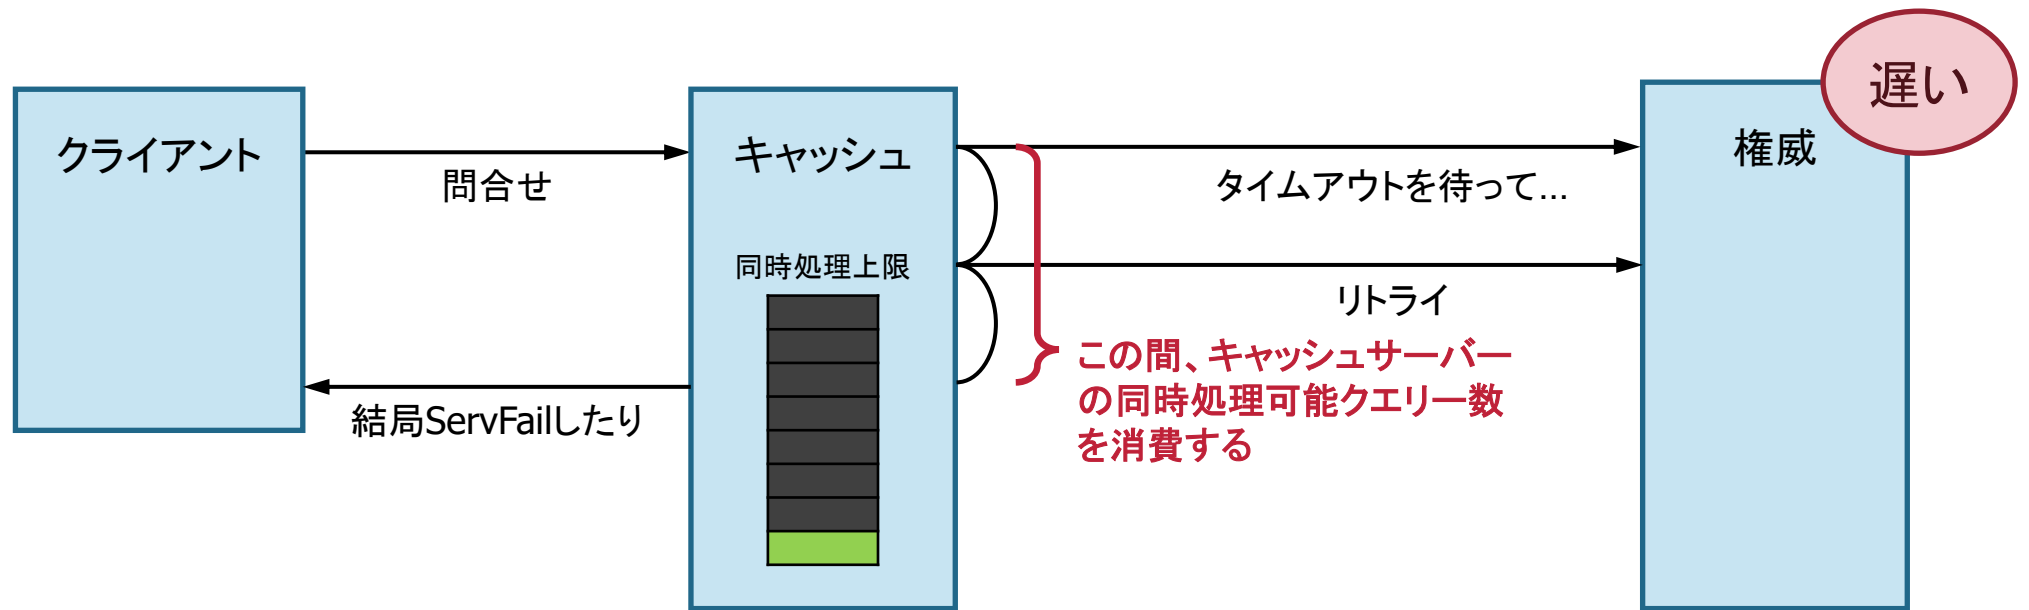 遅い
クライアント
キャッシュ
権威
問合せ
タイムアウトを待って...
同時処理上限
リトライ
この間、キャッシュサーバー
の同時処理可能クエリー数
を消費する
結局ServFailしたり